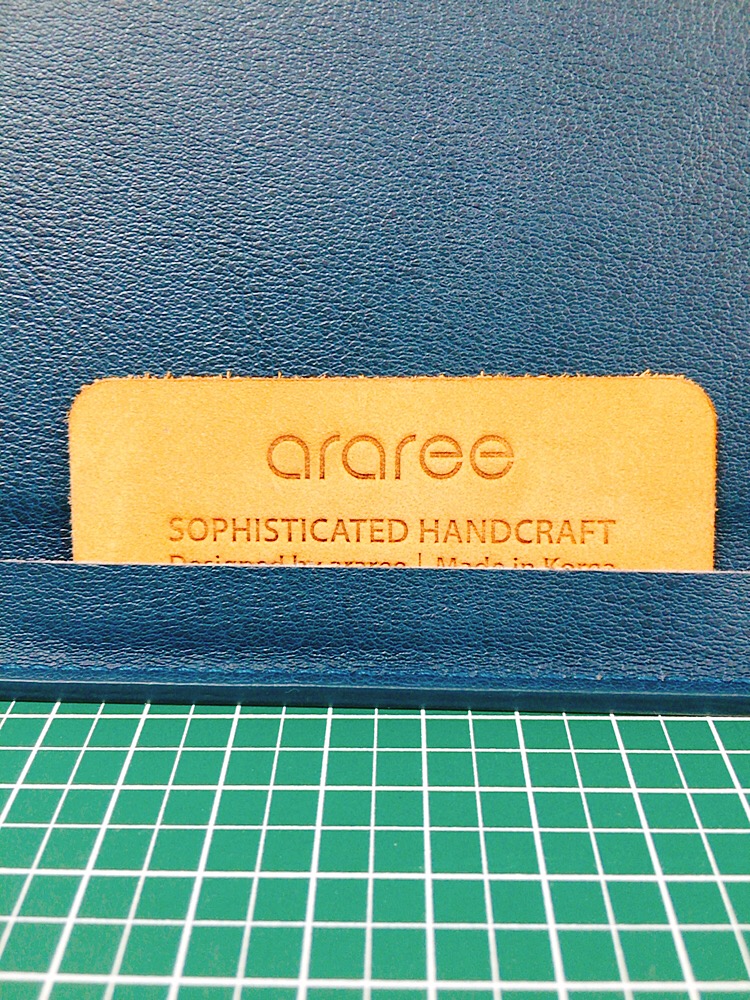 araree
SOPHISTICATED HANDCRAFT
Designed by araree | Made in Korea